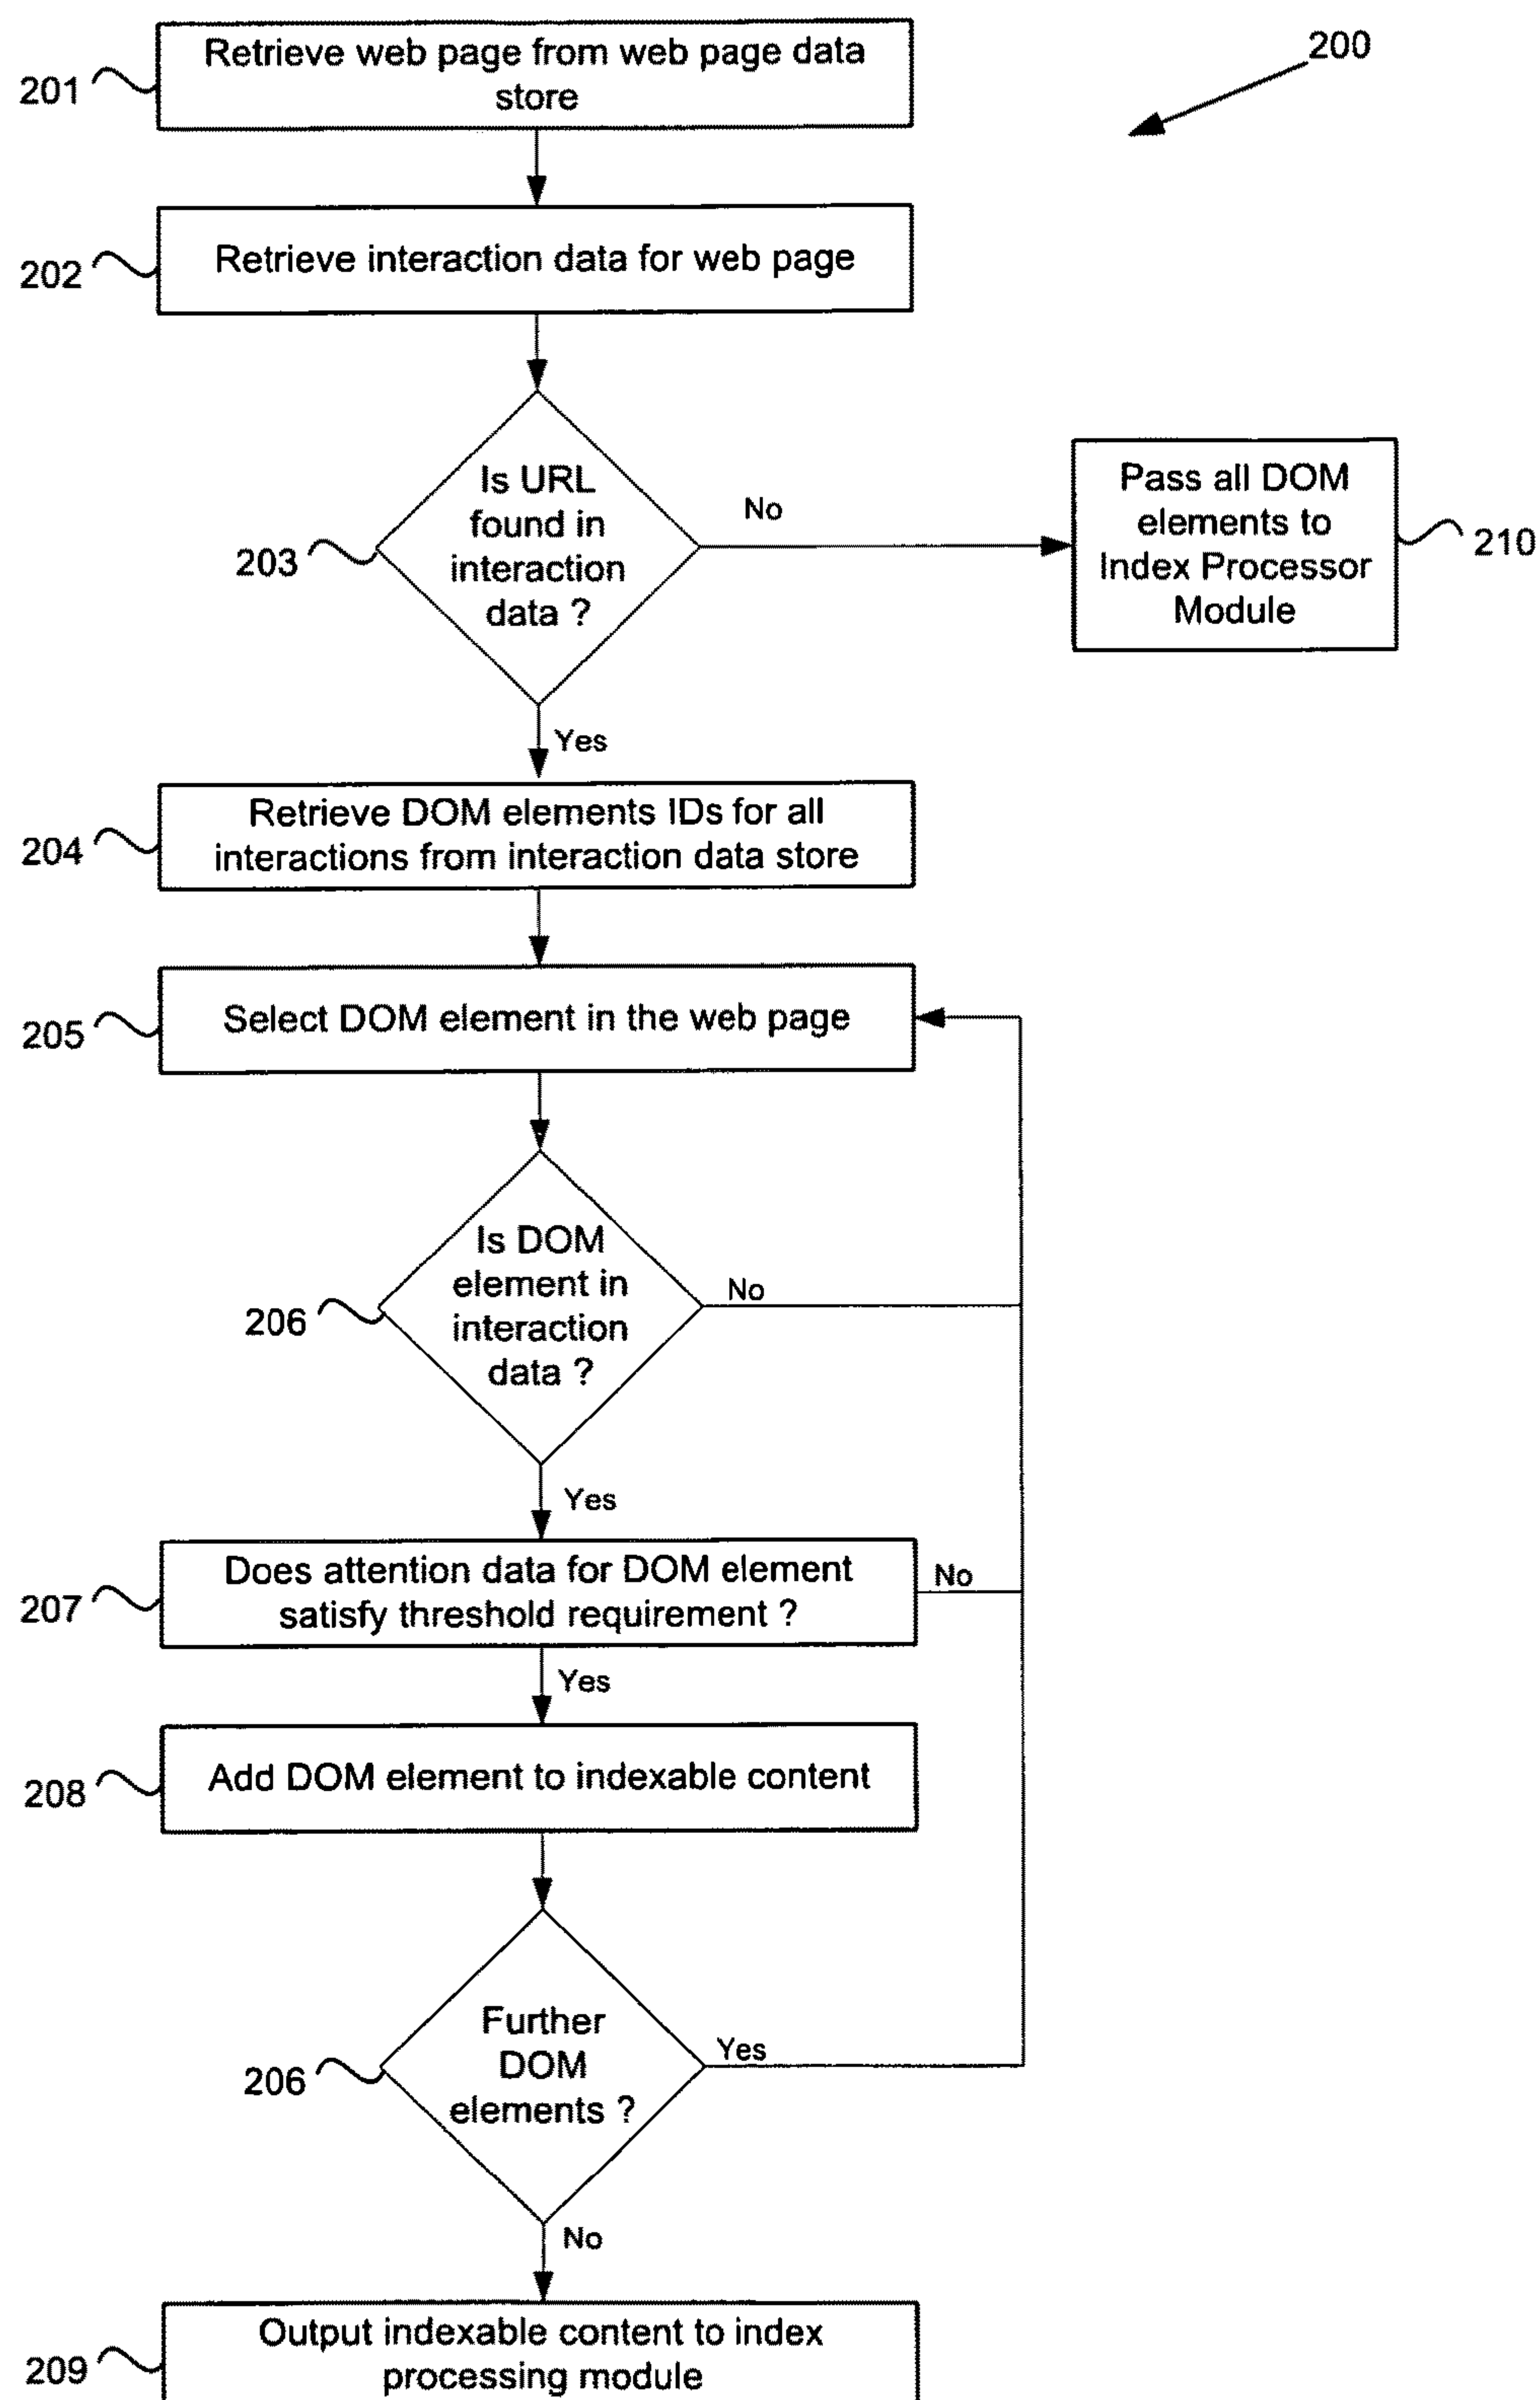 200
201
Retrieve web page from web page data
store
202
Retrieve interaction data for web page
203
Is URL
found in
interaction
data ?
No
Pass all DOM
elements to
Index Processor
Module
210
Yes
204
Retrieve DOM elements IDs for all
interactions from interaction data store
205
Select DOM element in the web page
206
Is DOM
element in
interaction
data ?
No
Yes
207
Does attention data for DOM element
satisfy threshold requirement ?
No
Yes
208
Add DOM element to indexable content
206
Further
DOM
elements ?
Yes
No
209
Output indexable content to index
processing module